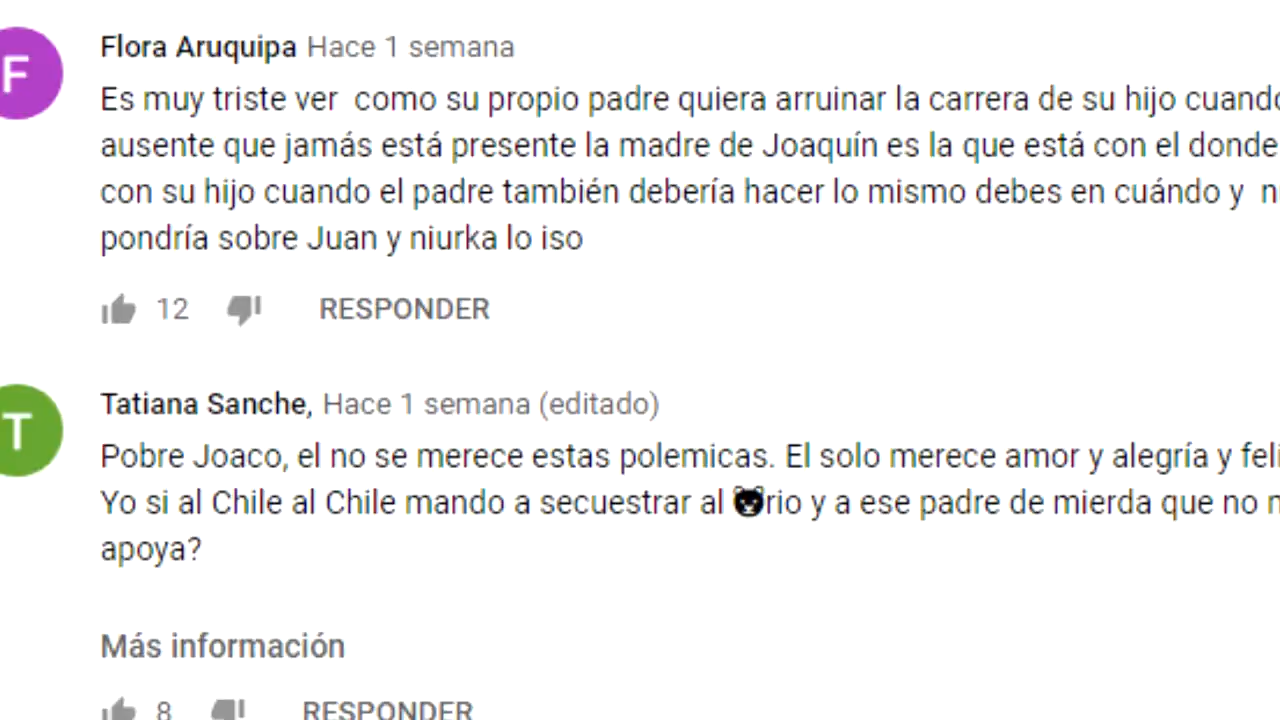 F
Flora Aruquipa Hace 1 semana
Es muy triste ver  como su propio padre quiera arruinar la carrera de su hijo cuando
ausente que jamás está presente la madre de Joaquín es la que está con el donde
con su hijo cuando el padre también debería hacer lo mismo debes en cuándo y
pondría sobre Juan y niurka lo iso
12 RESPONDER
T
Tatiana Sanche, Hace 1 semana (editado)
Pobre Joaco, el no se merece estas polemicas. El solo merece amor y alegría y
Yo si al Chile al Chile mando a secuestrar al 🐻rio y a ese padre de mierda que no
apoya?
Más información
8 RESPONDER